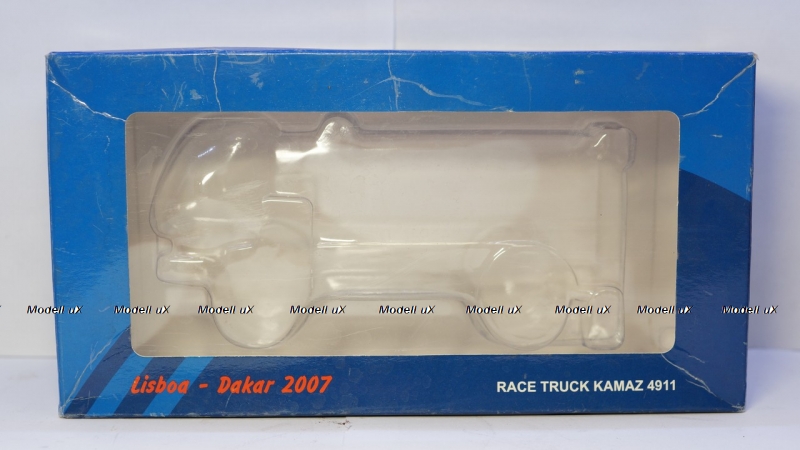 Modell uX Modell uX Modell uX Modell uX Modell uX Modell uX Modell uX Modell uX Modell uX
Lisboa - Dakar 2007
RACE TRUCK KAMAZ 4911